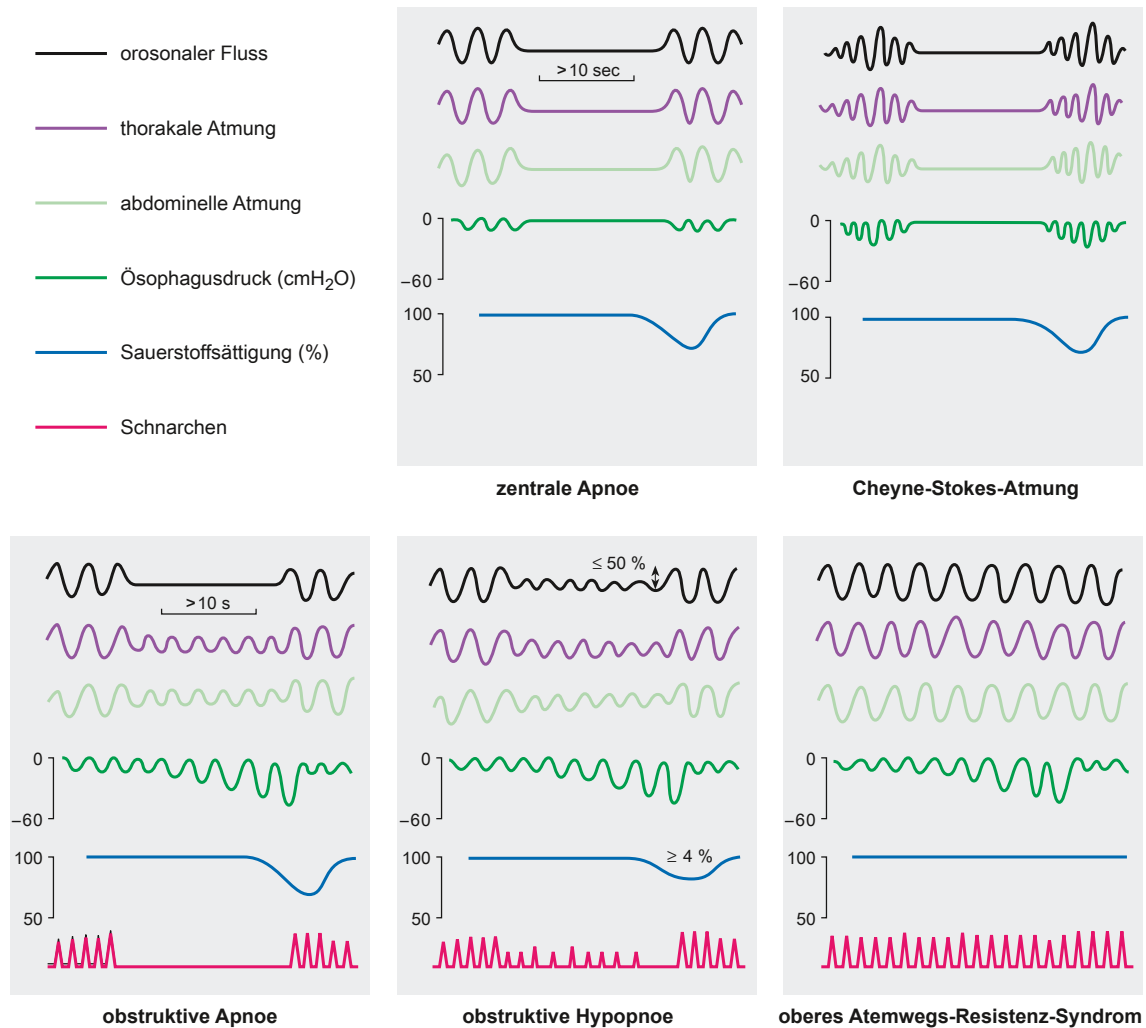 orosonaler Fluss
thorakale Atmung
abdominelle Atmung
Ösophagusdruck (cmH₂O)
Sauerstoffsättigung (%)
Schnarchen
>10 sec
0
–60
100
50
zentrale Apnoe
0
–60
100
50
Cheyne-Stokes-Atmung
>10 s
0
–60
100
50
obstruktive Apnoe
≤ 50 %
0
–60
≥ 4 %
100
50
obstruktive Hypopnoe
0
–60
100
50
oberes Atemwegs-Resistenz-Syndrom